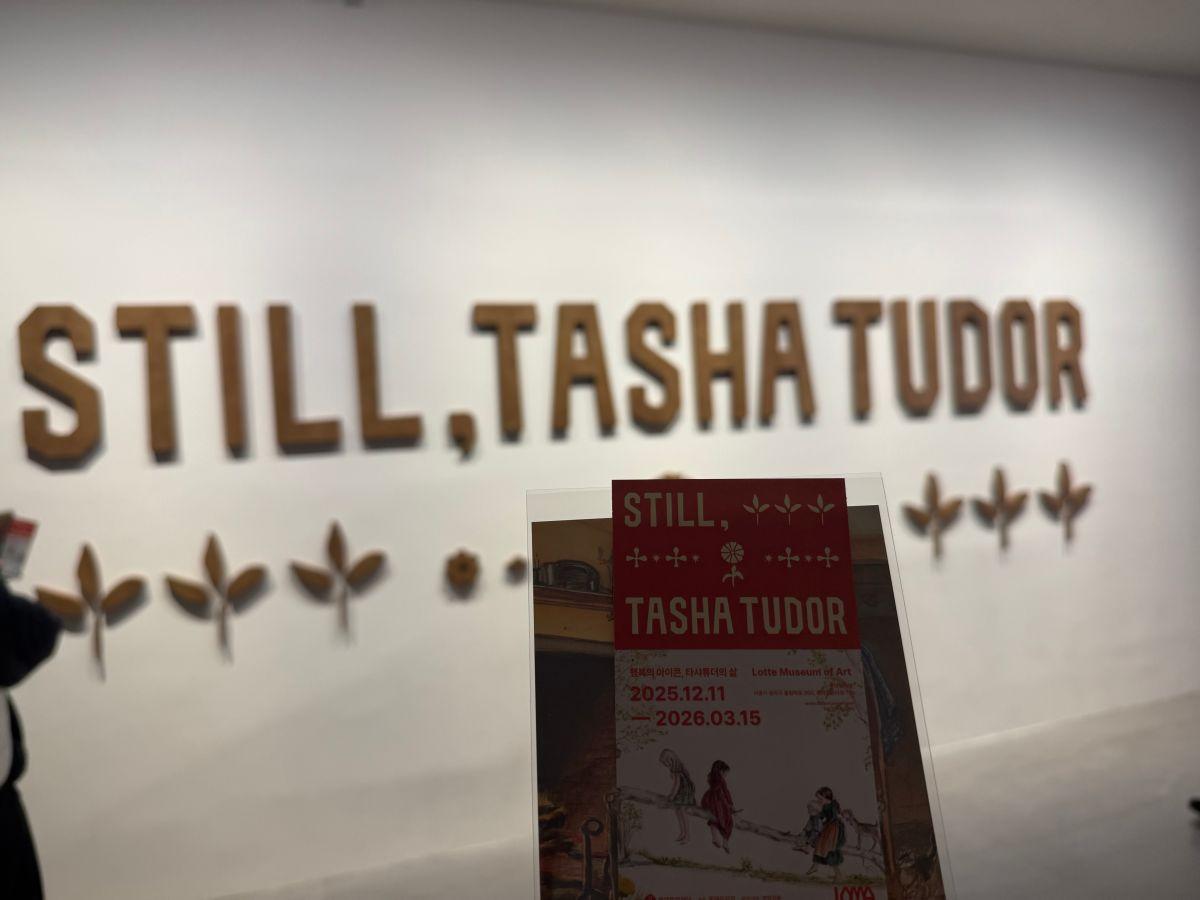 STILL, TASHA TUDOR
STILL,
TASHA TUDOR
행복의 아이콘, 타샤튜더의 삶
Lotte Museum of Art
2025.12.11
— 2026.03.15